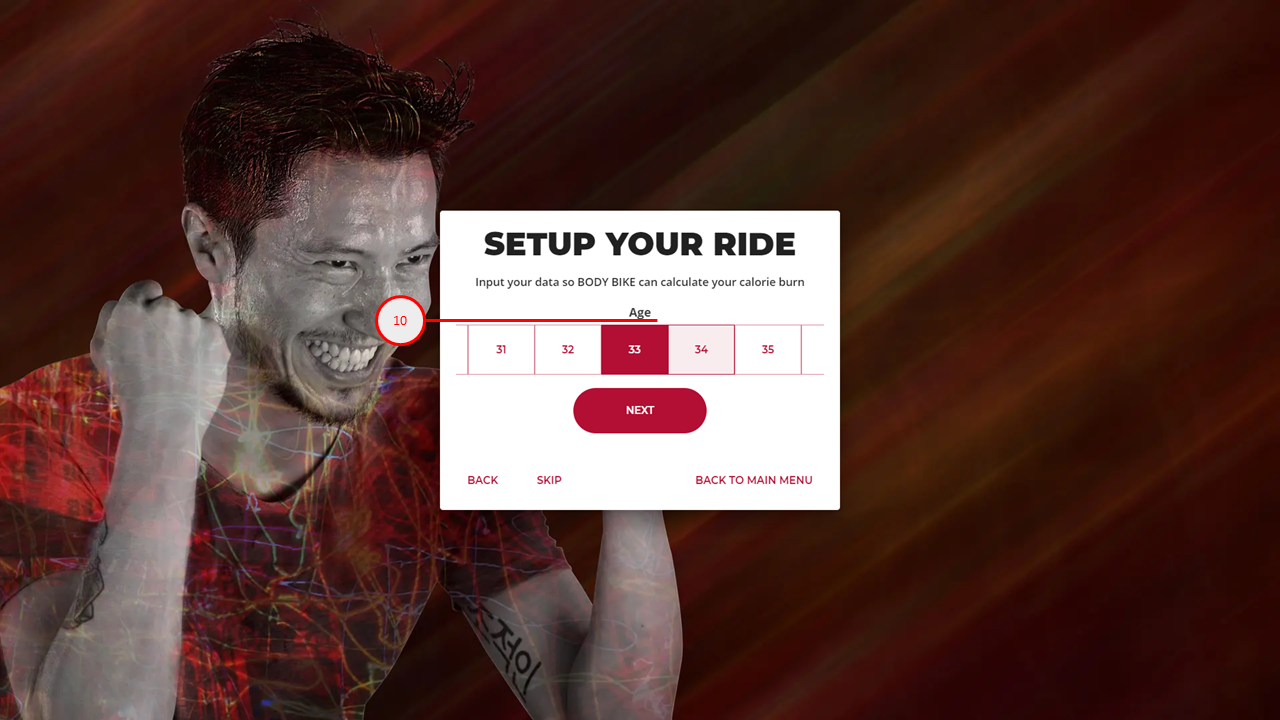 SETUP YOUR RIDE
Input your data so BODY BIKE can calculate your calorie burn
Age
10
31 32 33 34 35
NEXT
BACK SKIP BACK TO MAIN MENU